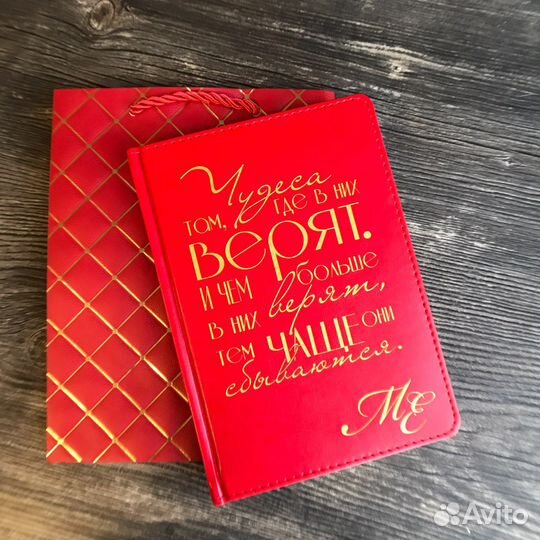 Чудеса
там, где в них
верят.
и чем больше
в них верят,
тем чаще они
сбываются.
МЕ
Avito